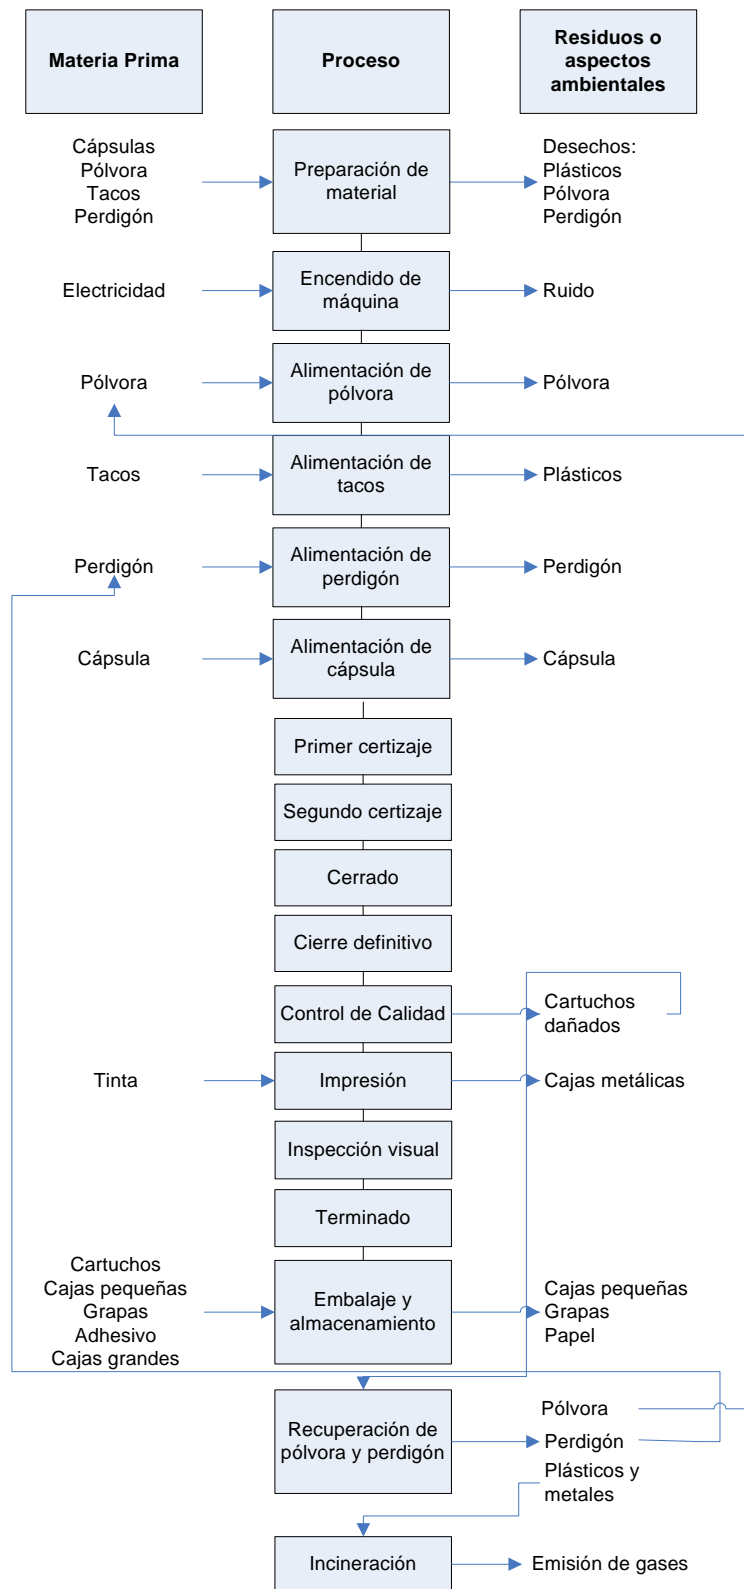 Materia Prima
Proceso
Residuos o
aspectos
ambientales
Cápsulas
Pólvora
Tacos
Perdigón
Preparación de
material
Desechos:
Plásticos
Pólvora
Perdigón
Electricidad
Encendido de
máquina
Ruido
Pólvora
Alimentación de
pólvora
Pólvora
Tacos
Alimentación de
tacos
Plásticos
Perdigón
Alimentación de
perdigón
Perdigón
Cápsula
Alimentación de
cápsula
Cápsula
Primer certizaje
Segundo certizaje
Cerrado
Cierre definitivo
Control de Calidad
Cartuchos
dañados
Tinta
Impresión
Cajas metálicas
Inspección visual
Terminado
Cartuchos
Cajas pequeñas
Grapas
Adhesivo
Cajas grandes
Embalaje y
almacenamiento
Cajas pequeñas
Grapas
Papel
Recuperación de
pólvora y perdigón
Pólvora
Perdigón
Plásticos y
metales
Incineración
Emisión de gases